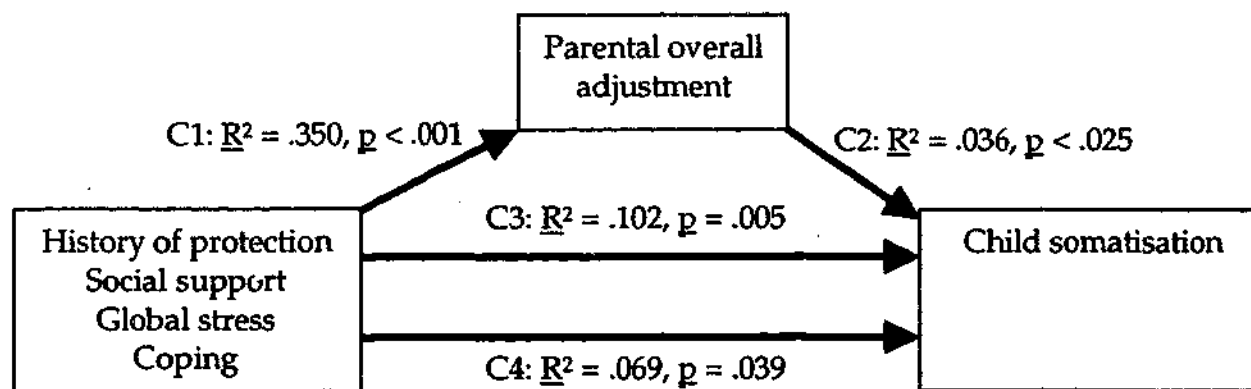 Parental overall
adjustment
C1: R² = .350, p < .001
C2: R² = .036, p < .025
C3: R² = .102, p = .005
History of protection
Social support
Global stress
Coping
Child somatisation
C4: R² = .069, p = .039